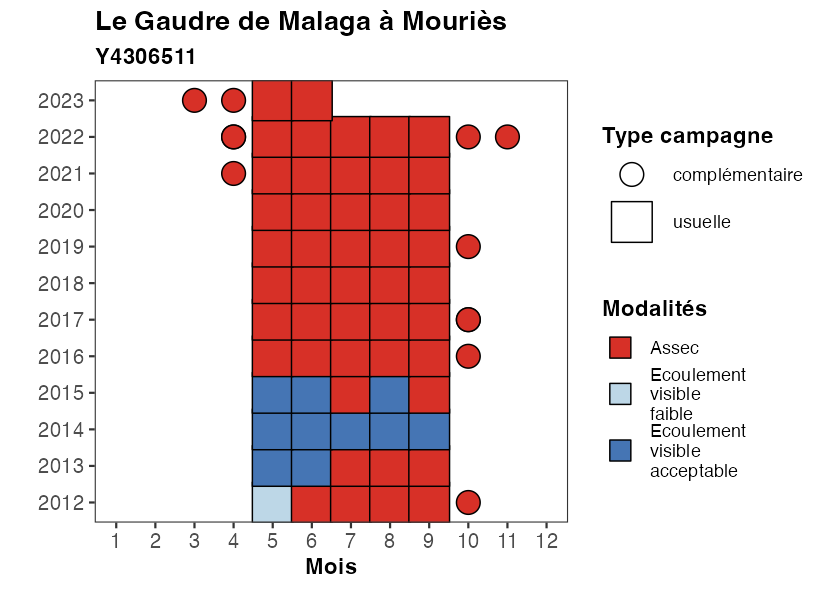 Le Gaudre de Malaga à Mouriès
Y4306511
2023
2022
2021
2020
2019
2018
2017
2016
2015
2014
2013
2012
1 2 3 4 5 6 7 8 9 10 11 12
Mois
Type campagne
complémentaire
usuelle
Modalités
Assec
Ecoulement
visible
faible
Ecoulement
visible
acceptable